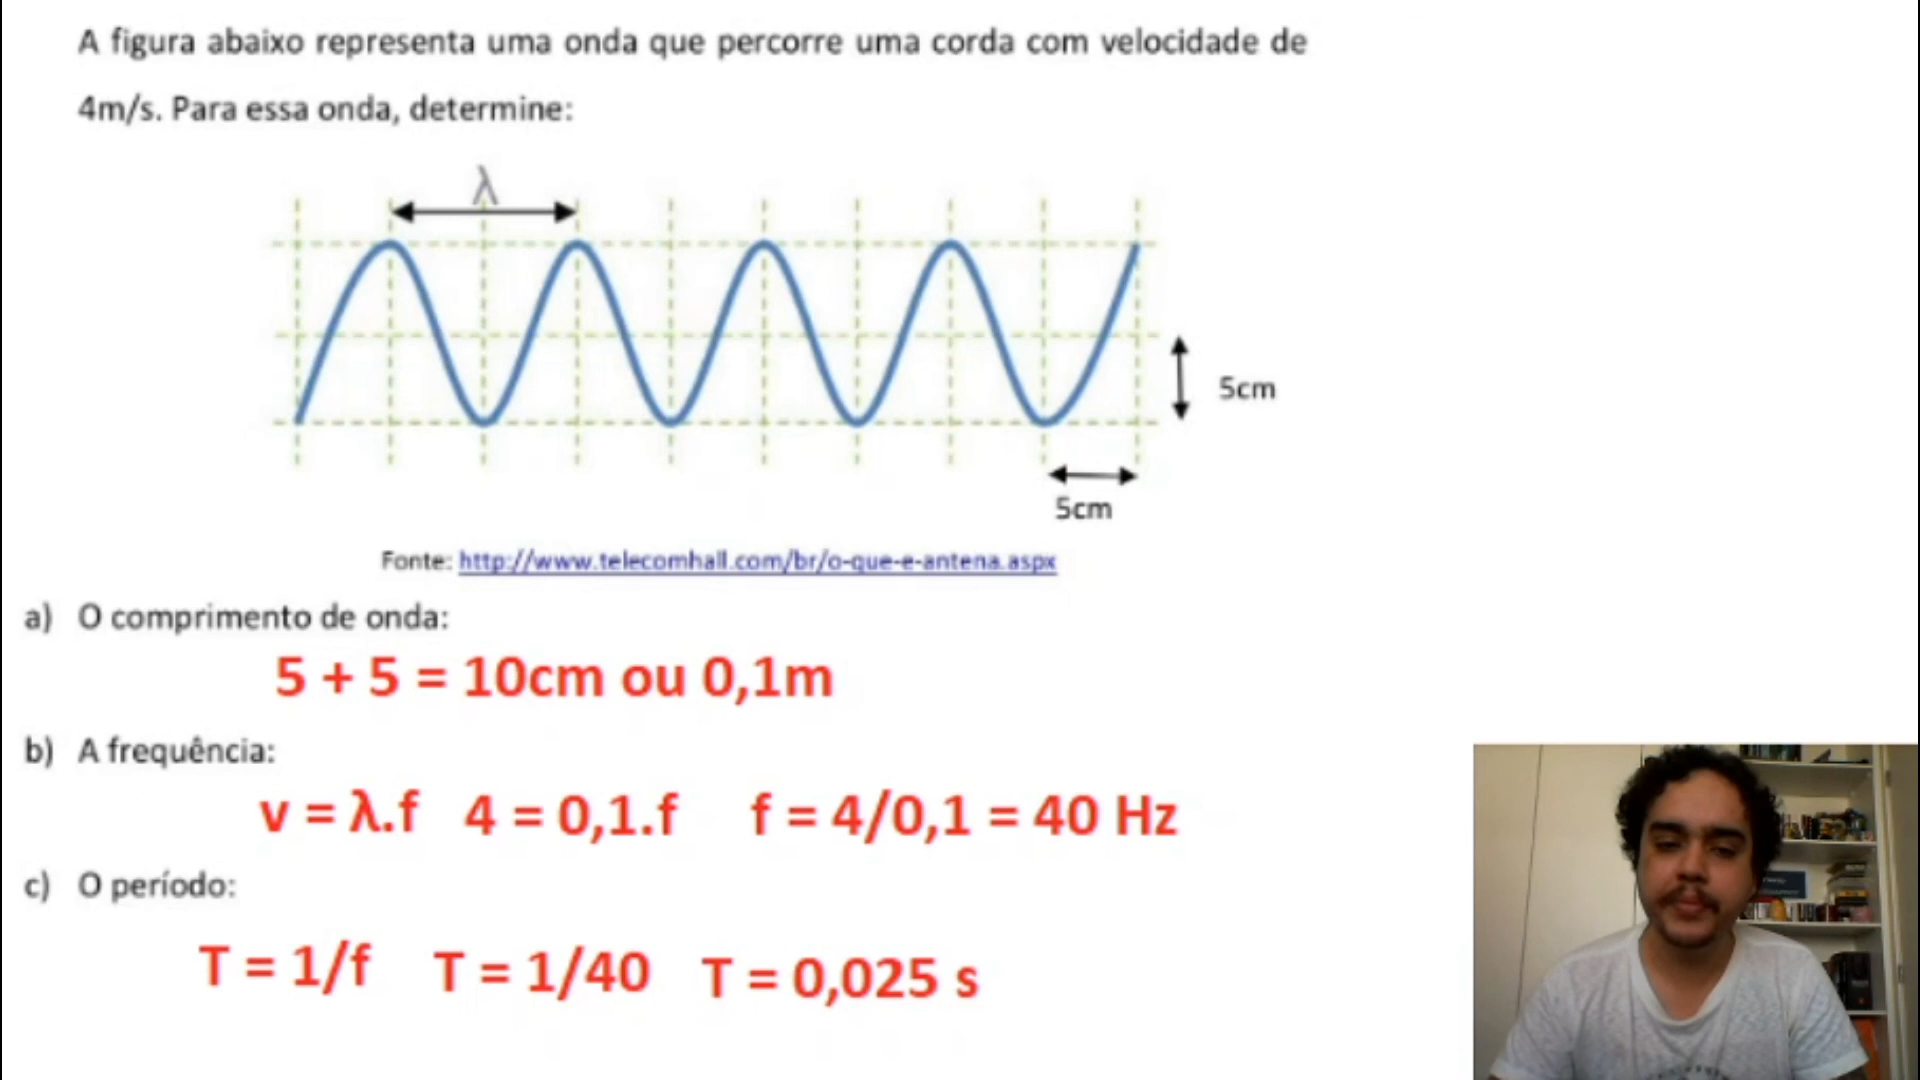 A figura abaixo representa uma onda que percorre uma corda com velocidade de
4m/s. Para essa onda, determine:
λ
5cm
5cm
Fonte: http://www.telecomhall.com/br/o-que-e-antena.aspx
a) O comprimento de onda:
5 + 5 = 10cm ou 0,1m
b) A frequência:
v = λ.f 4 = 0,1.f f = 4/0,1 = 40 Hz
c) O período:
T = 1/f T = 1/40 T = 0,025 s